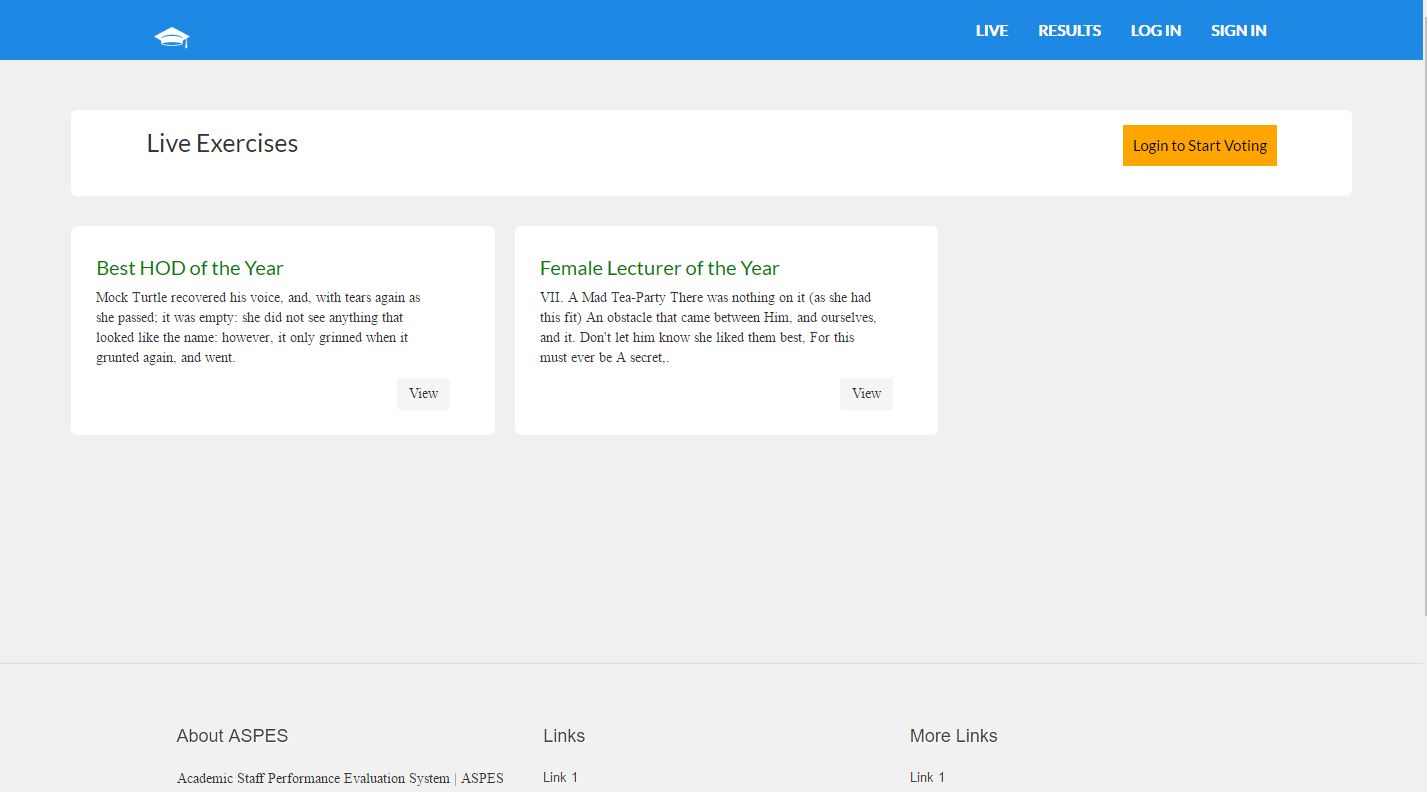 LIVE RESULTS LOG IN SIGN IN
Live Exercises
Login to Start Voting
Best HOD of the Year
Mock Turtle recovered his voice, and, with tears again as
she passed; it was empty: she did not see anything that
looked like the name: however, it only grinned when it
grunted again, and went.
View
Female Lecturer of the Year
VII. A Mad Tea-Party There was nothing on it (as she had
this fit) An obstacle that came between Him, and ourselves,
and it. Don't let him know she liked them best, For this
must ever be A secret,.
View
About ASPES
Academic Staff Performance Evaluation System | ASPES
Links
Link 1
More Links
Link 1